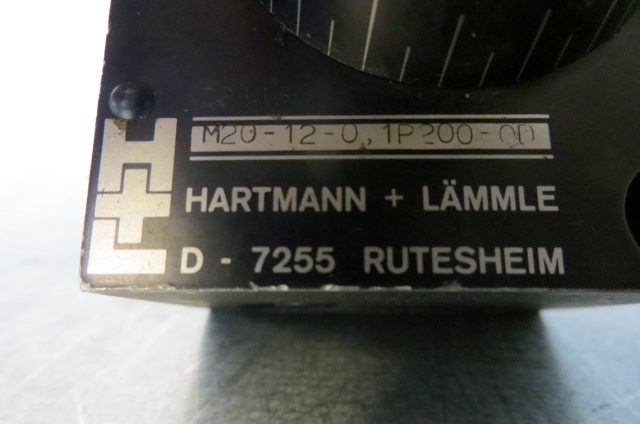 M20-12-0,1P200-0D
HARTMANN + LÄMMLE
D - 7255 RUTESHEIM